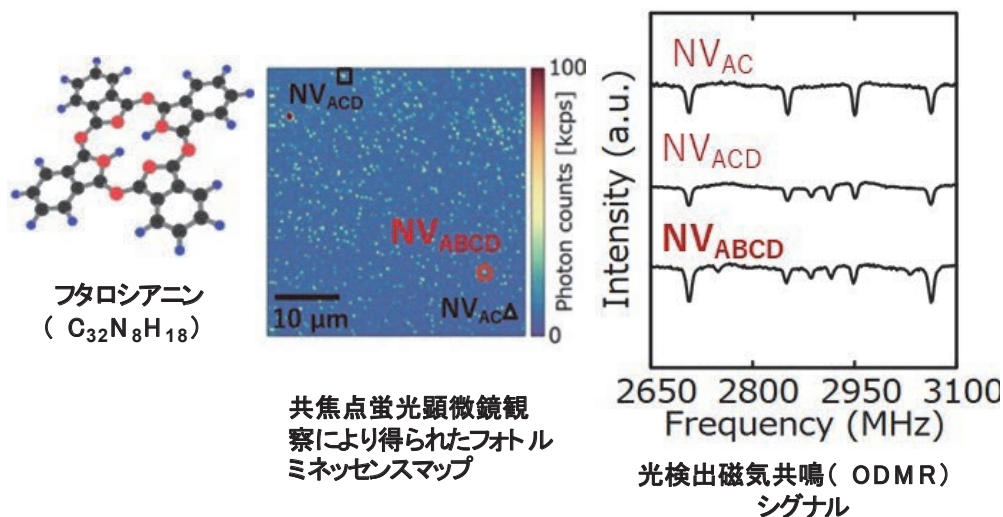 フタロシアニン
( C₃₂N₈H₁₈)
NV_ACD
NV_ABCD
NV_AC△
10 μm
100
Photon counts [kcps]
0
共焦点蛍光顕微鏡観
察により得られたフォトル
ミネッセンスマップ
NV_AC
NV_ACD
NV_ABCD
Intensity (a.u.)
2650 2800 2950 3100
Frequency (MHz)
光検出磁気共鳴( ODMR)
シグナル